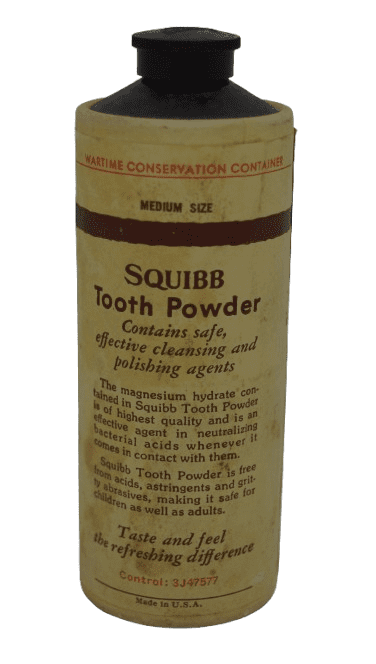 WARTIME CONSERVATION CONTAINER
MEDIUM SIZE
SQUIBB
Tooth Powder
Contains safe,
effective cleansing and
polishing agents
The magnesium hydrate con-
tained in Squibb Tooth Powder
is of highest quality and is an
effective agent in neutralizing
bacterial acids whenever it
comes in contact with them.
Squibb Tooth Powder is free
from acids, astringents and grit-
ty abrasives, making it safe for
children as well as adults.
Taste and feel
the refreshing difference
Control: 3J47577
Made in U.S.A.